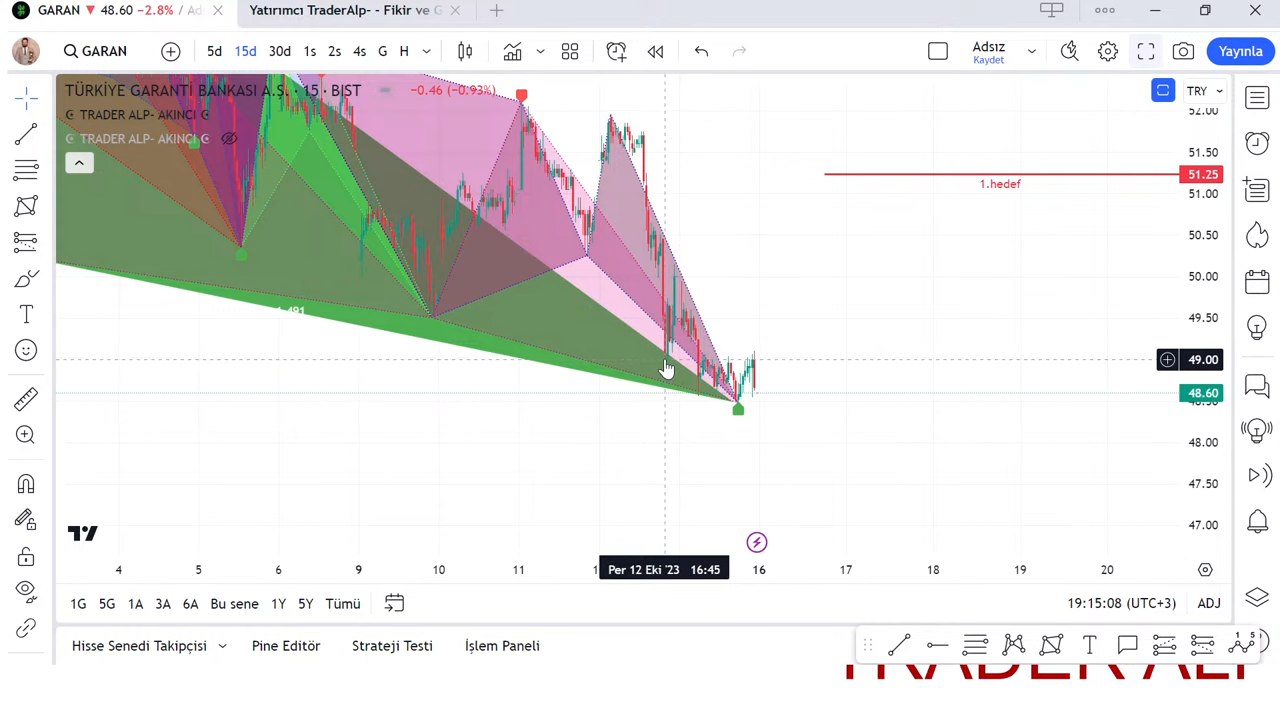 GARAN ▼ 48.60 −2.8% / Ad
Yatırımcı TraderAlp- - Fikir ve G
GARAN
5d 15d 30d 1s 2s 4s G H
Adsız
Kaydet
Yayınla
TÜRKİYE GARANTİ BANKASI A.Ş. · 15 · BIST
−0.46 (−0.93%)
TRADER ALP- AKINCI
TRADER ALP- AKINCI
TRY
52.00
51.50
51.25
1.hedef
51.00
50.50
50.00
49.50
49.00
48.60
48.00
47.50
47.00
4 5 6 9 10 11
Per 12 Eki '23 16:45
16 17 18 19 20
1G 5G 1A 3A 6A Bu sene 1Y 5Y Tümü
19:15:08 (UTC+3) ADJ
Hisse Senedi Takipçisi Pine Editör Strateji Testi İşlem Paneli
TRADER ALP